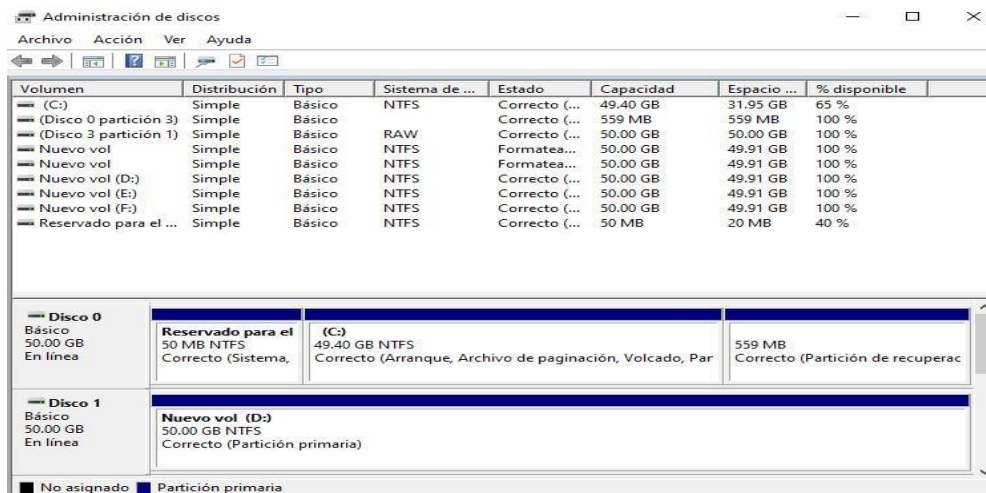 Administración de discos
Archivo Acción Ver Ayuda
Volumen Distribución Tipo Sistema de ... Estado Capacidad Espacio ... % disponible
(C:) Simple Básico NTFS Correcto (... 49.40 GB 31.95 GB 65 %
(Disco 0 partición 3) Simple Básico Correcto (... 559 MB 559 MB 100 %
(Disco 3 partición 1) Simple Básico RAW Correcto (... 50.00 GB 50.00 GB 100 %
Nuevo vol Simple Básico NTFS Formatea... 50.00 GB 49.91 GB 100 %
Nuevo vol Simple Básico NTFS Formatea... 50.00 GB 49.91 GB 100 %
Nuevo vol (D:) Simple Básico NTFS Correcto (... 50.00 GB 49.91 GB 100 %
Nuevo vol (E:) Simple Básico NTFS Correcto (... 50.00 GB 49.91 GB 100 %
Nuevo vol (F:) Simple Básico NTFS Correcto (... 50.00 GB 49.91 GB 100 %
Reservado para el ... Simple Básico NTFS Correcto (... 50 MB 20 MB 40 %
Disco 0
Básico
50.00 GB
En línea
Reservado para el
50 MB NTFS
Correcto (Sistema,
(C:)
49.40 GB NTFS
Correcto (Arranque, Archivo de paginación, Volcado, Par
559 MB
Correcto (Partición de recuperac
Disco 1
Básico
50.00 GB
En línea
Nuevo vol (D:)
50.00 GB NTFS
Correcto (Partición primaria)
No asignado Partición primaria